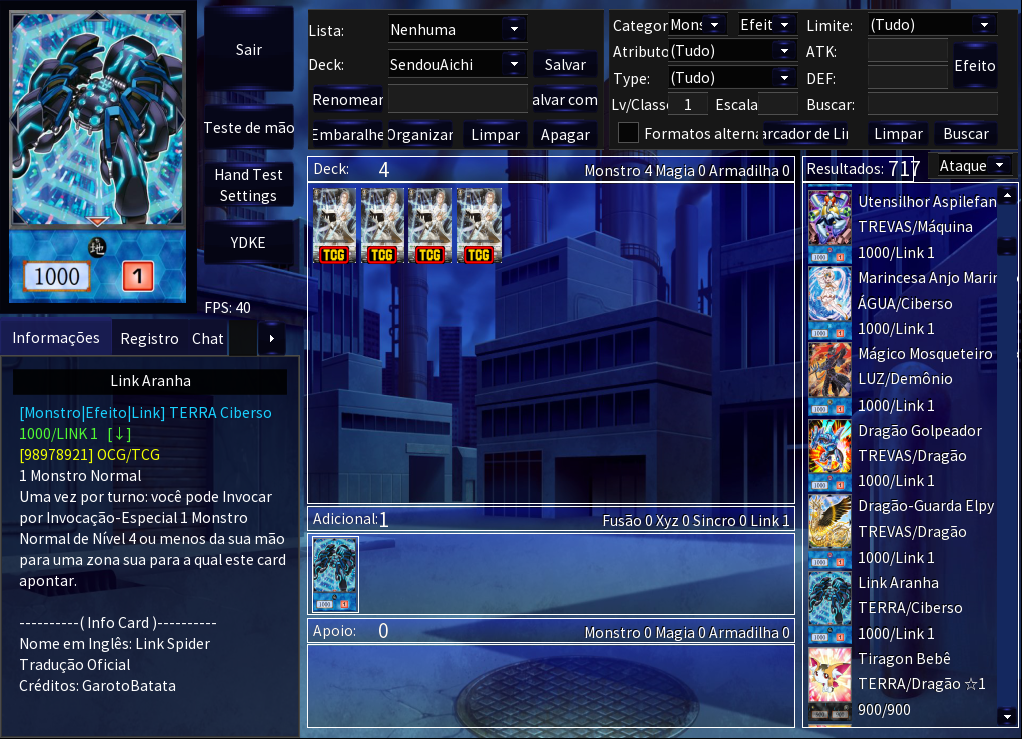 1000
1
Sair
Teste de mão
Hand Test
Settings
YDKE
FPS: 40
Informações
Registro
Chat
Link Aranha
[Monstro|Efeito|Link] TERRA Ciberso
1000/LINK 1 [↓]
[98978921] OCG/TCG
1 Monstro Normal
Uma vez por turno: você pode Invocar
por Invocação-Especial 1 Monstro
Normal de Nível 4 ou menos da sua mão
para uma zona sua para a qual este card
apontar.
----------( Info Card )----------
Nome em Inglês: Link Spider
Tradução Oficial
Créditos: GarotoBatata
Lista: Nenhuma
Deck: SendouAichi Salvar
Renomear alvar com
Embaralhe Organizar Limpar Apagar
Categor Mons Efeit Limite: (Tudo)
Atributo (Tudo) ATK:
Efeito
Type: (Tudo) DEF:
Lv/Classe 1 Escala Buscar:
Formatos alterna arcador de Lin Limpar Buscar
Deck: 4 Monstro 4 Magia 0 Armadilha 0
TCG TCG TCG TCG
Adicional: 1 Fusão 0 Xyz 0 Sincro 0 Link 1
Apoio: 0 Monstro 0 Magia 0 Armadilha 0
Resultados: 717 Ataque
Utensilhor Aspilefan
TREVAS/Máquina
1000/Link 1
Marincesa Anjo Marin
ÁGUA/Ciberso
1000/Link 1
Mágico Mosqueteiro
LUZ/Demônio
1000/Link 1
Dragão Golpeador
TREVAS/Dragão
1000/Link 1
Dragão-Guarda Elpy
TREVAS/Dragão
1000/Link 1
Link Aranha
TERRA/Ciberso
1000/Link 1
Tiragon Bebê
TERRA/Dragão ☆1
900/900